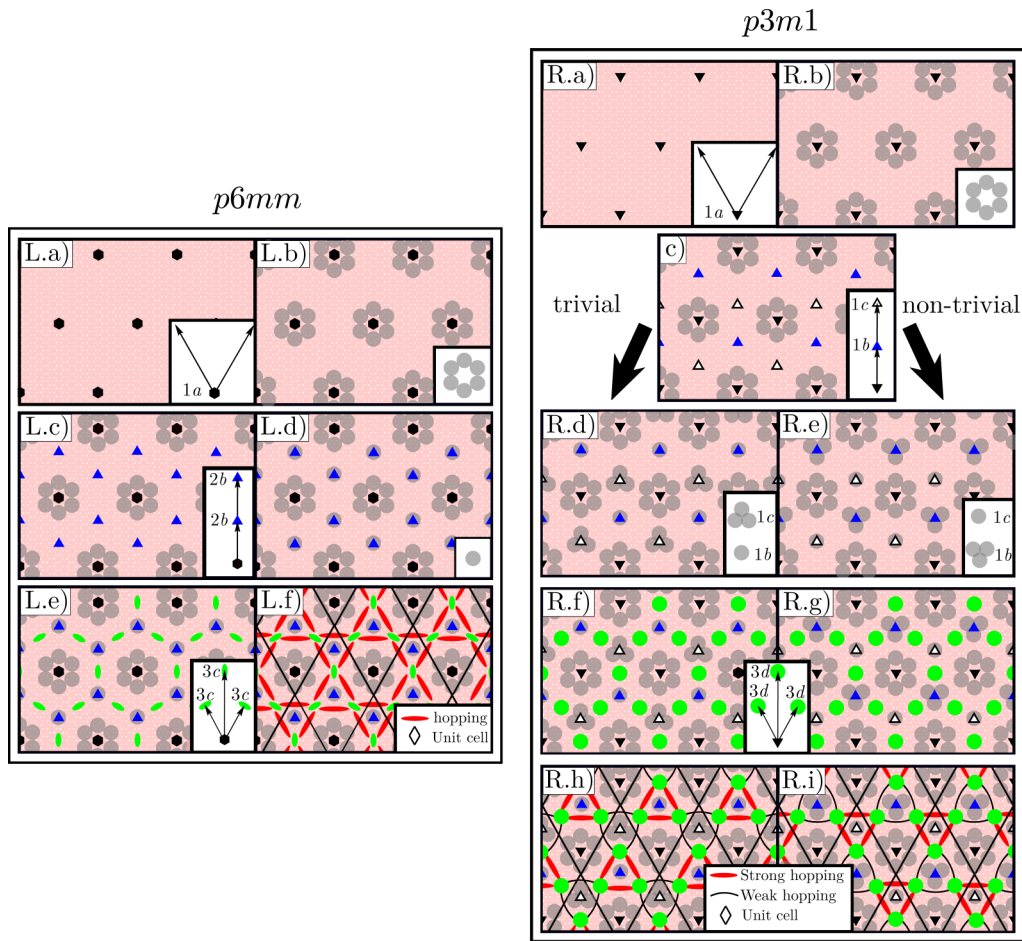 p3m1
R.a)
R.b)
1a
p6mm
L.a)
L.b)
1a
c)
trivial
non-trivial
1c
1b
L.c)
L.d)
2b
2b
R.d)
R.e)
1c
1b
1c
1b
L.e)
L.f)
3c
3c
3c
hopping
Unit cell
R.f)
R.g)
3d
3d
3d
R.h)
R.i)
Strong hopping
Weak hopping
Unit cell